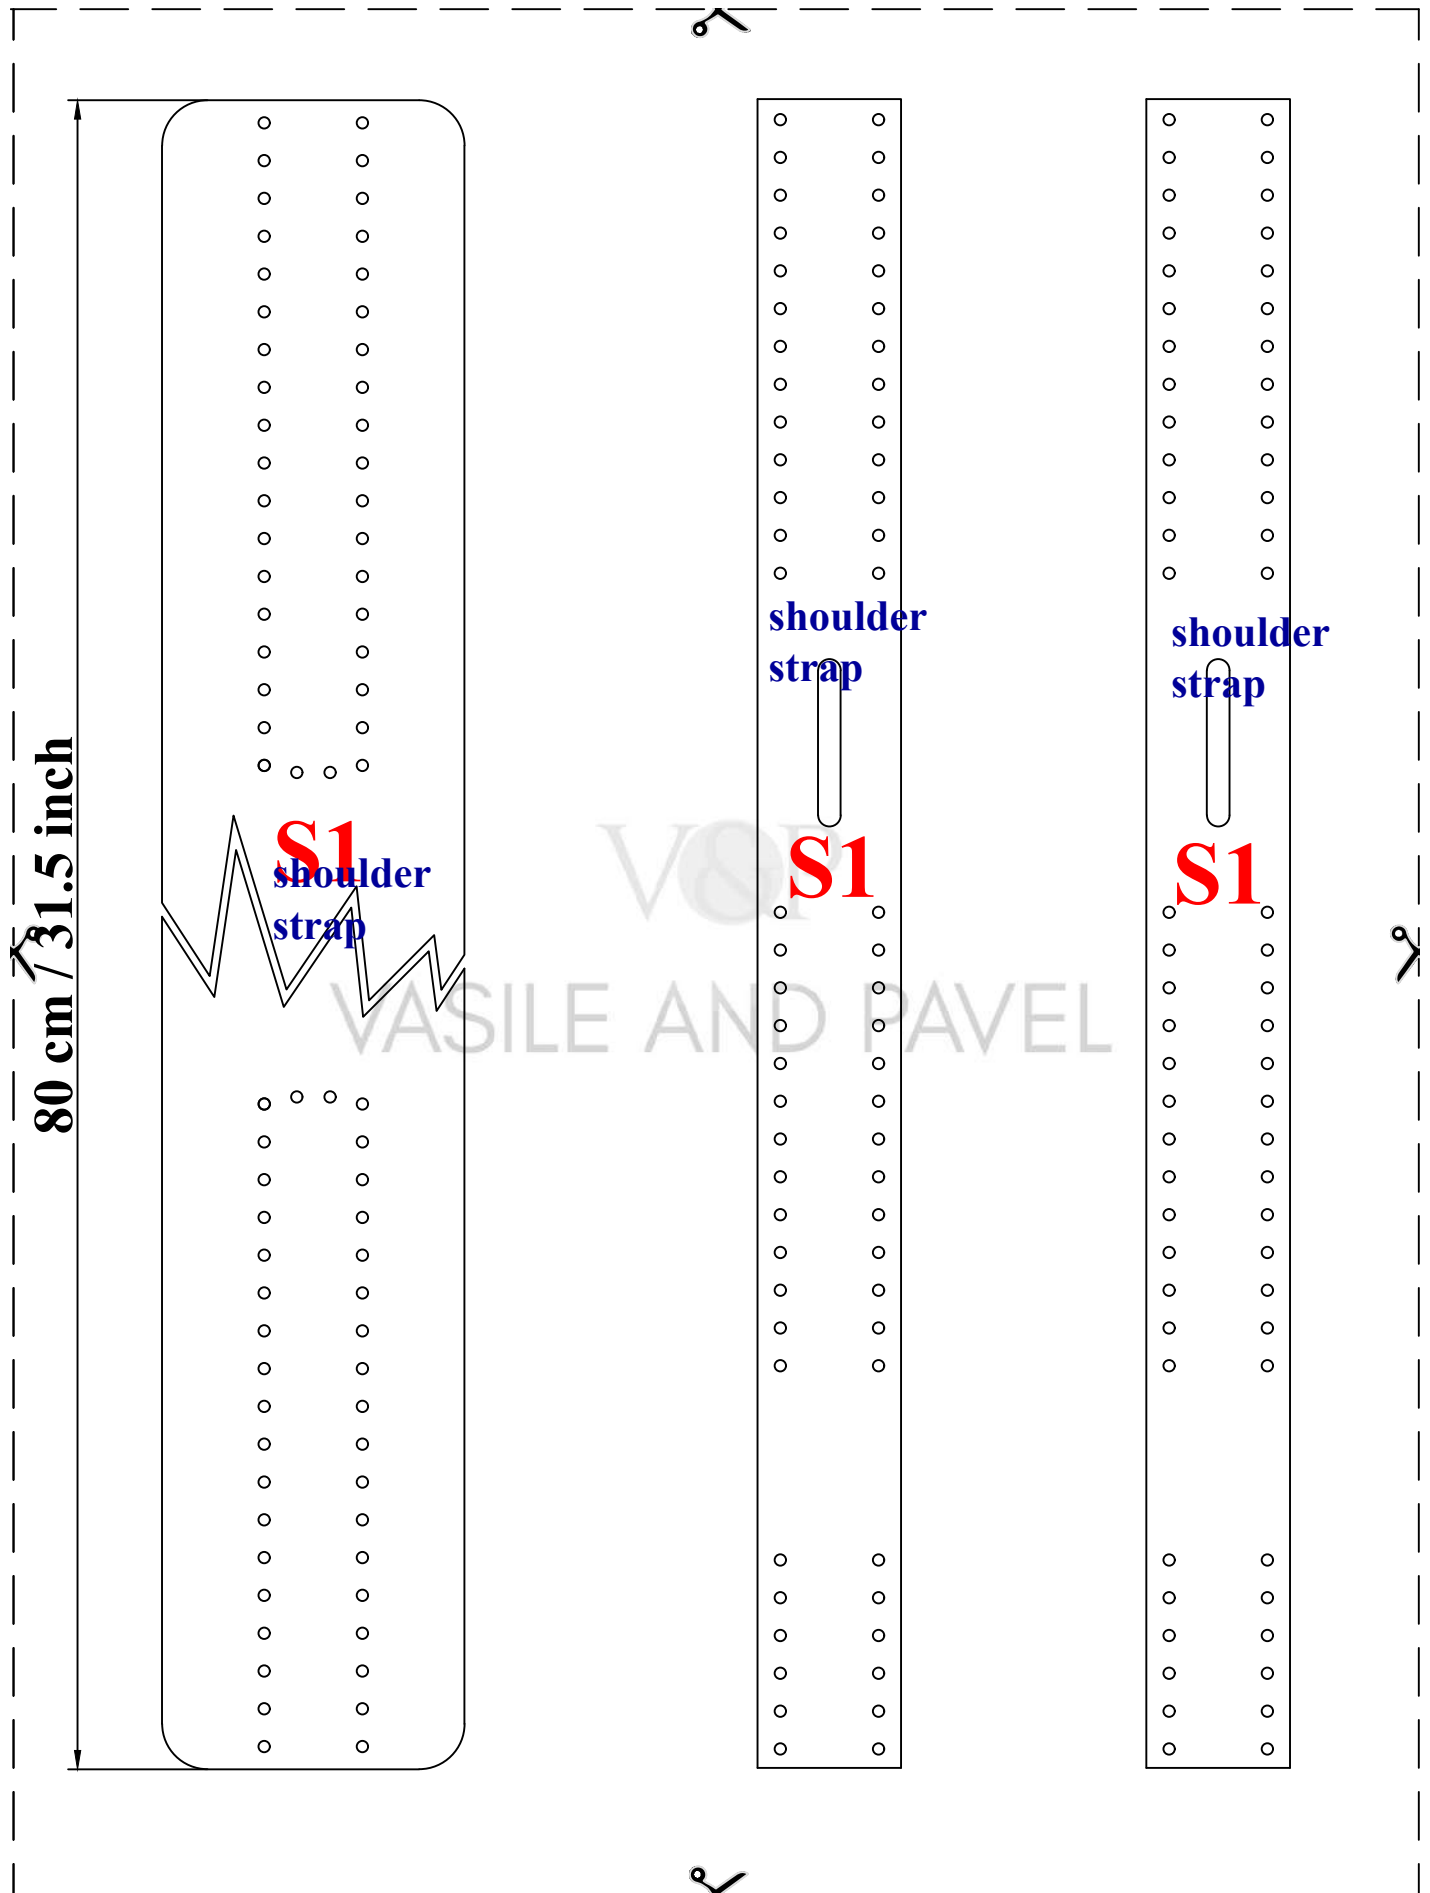 shoulder
strap
S1
shoulder
strap
S1
S1
shoulder
strap
80 cm / 31.5 inch
V&P
VASILE AND PAVEL